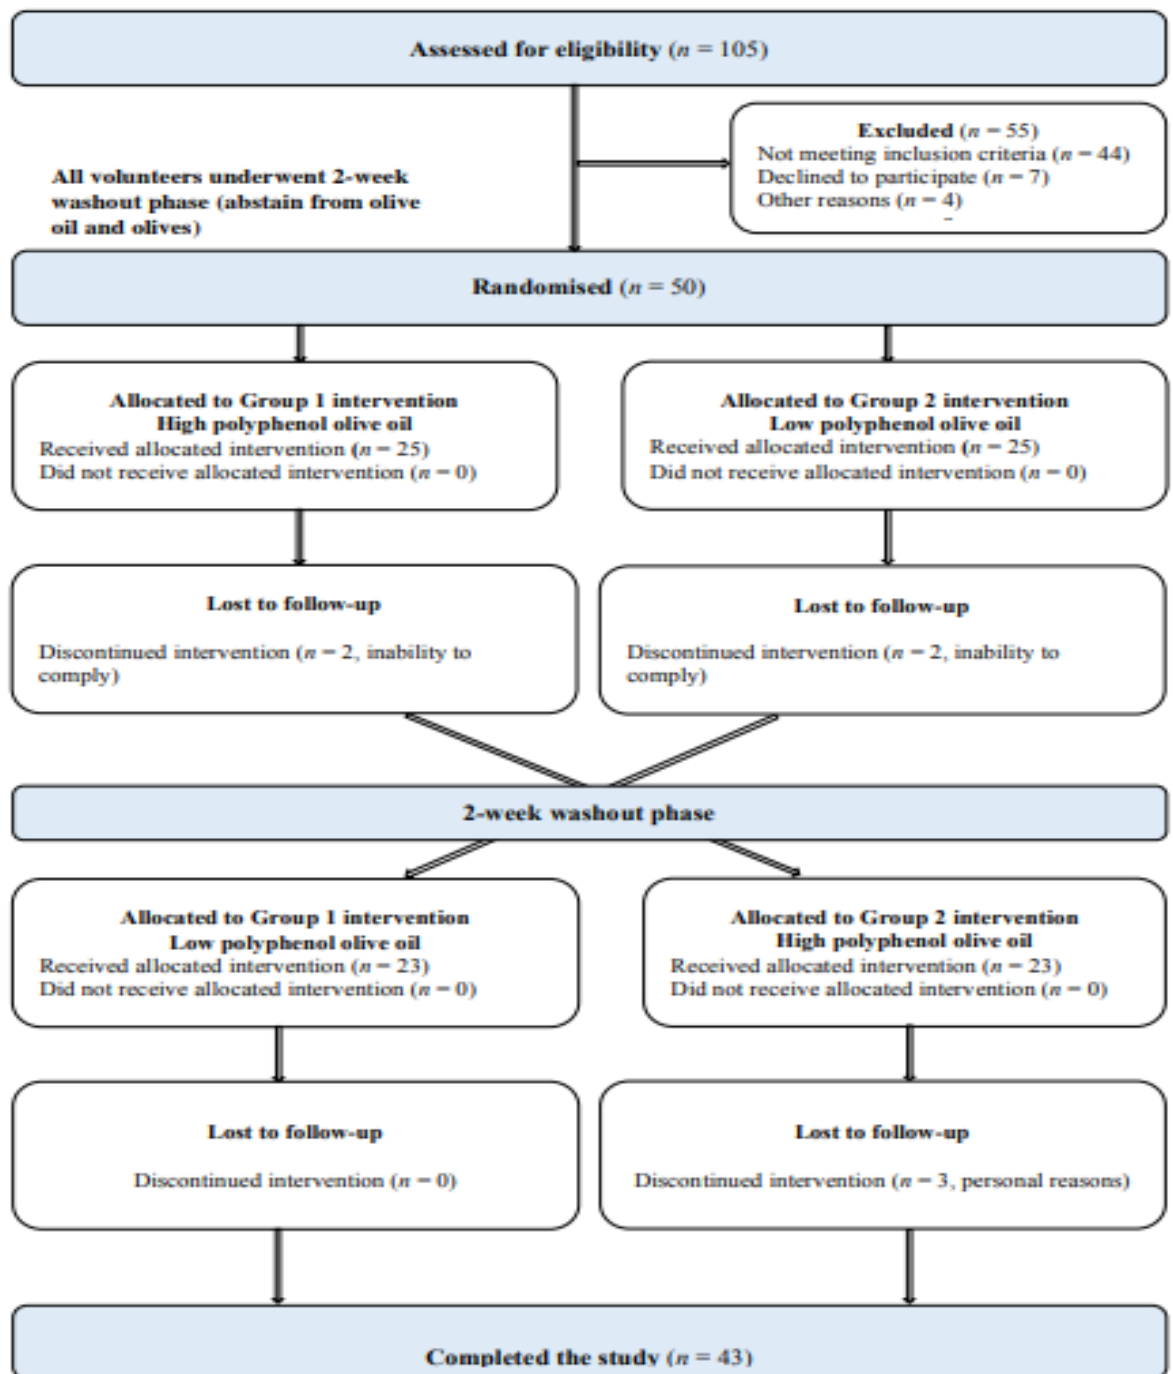 Assessed for eligibility (n = 105)
Excluded (n = 55)
Not meeting inclusion criteria (n = 44)
Declined to participate (n = 7)
Other reasons (n = 4)
All volunteers underwent 2-week
washout phase (abstain from olive
oil and olives)
Randomised (n = 50)
Allocated to Group 1 intervention
High polyphenol olive oil
Received allocated intervention (n = 25)
Did not receive allocated intervention (n = 0)
Allocated to Group 2 intervention
Low polyphenol olive oil
Received allocated intervention (n = 25)
Did not receive allocated intervention (n = 0)
Lost to follow-up
Discontinued intervention (n = 2, inability to
comply)
Lost to follow-up
Discontinued intervention (n = 2, inability to
comply)
2-week washout phase
Allocated to Group 1 intervention
Low polyphenol olive oil
Received allocated intervention (n = 23)
Did not receive allocated intervention (n = 0)
Allocated to Group 2 intervention
High polyphenol olive oil
Received allocated intervention (n = 23)
Did not receive allocated intervention (n = 0)
Lost to follow-up
Discontinued intervention (n = 0)
Lost to follow-up
Discontinued intervention (n = 3, personal reasons)
Completed the study (n = 43)